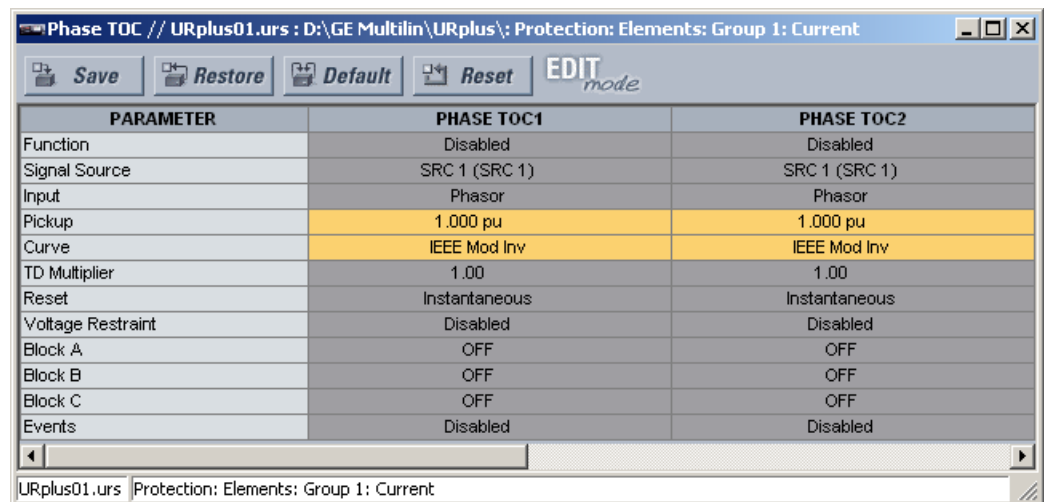 Phase TOC // URplus01.urs : D:\GE Multilin\URplus\: Protection: Elements: Group 1: Current
Save Restore Default Reset EDIT mode
PARAMETER PHASE TOC1 PHASE TOC2
Function Disabled Disabled
Signal Source SRC 1 (SRC 1) SRC 1 (SRC 1)
Input Phasor Phasor
Pickup 1.000 pu 1.000 pu
Curve IEEE Mod Inv IEEE Mod Inv
TD Multiplier 1.00 1.00
Reset Instantaneous Instantaneous
Voltage Restraint Disabled Disabled
Block A OFF OFF
Block B OFF OFF
Block C OFF OFF
Events Disabled Disabled
URplus01.urs Protection: Elements: Group 1: Current